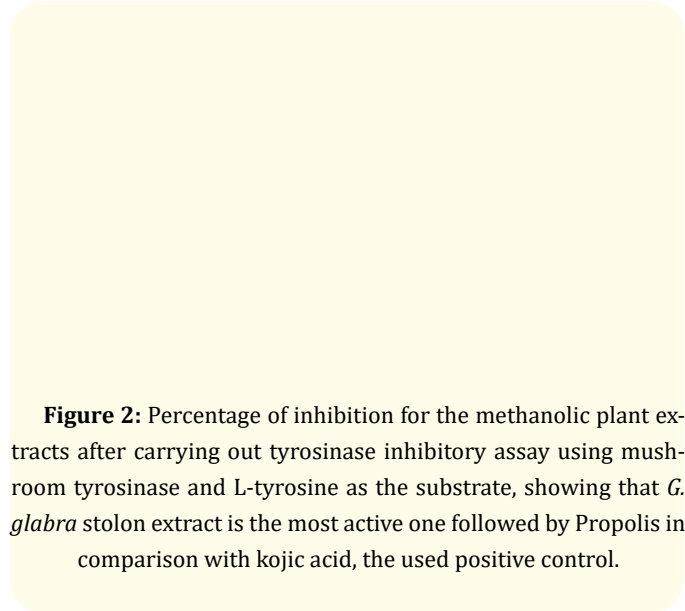 Figure 2: Percentage of inhibition for the methanolic plant ex-
tracts after carrying out tyrosinase inhibitory assay using mush-
room tyrosinase and L-tyrosine as the substrate, showing that G.
glabra stolon extract is the most active one followed by Propolis in
comparison with kojic acid, the used positive control.